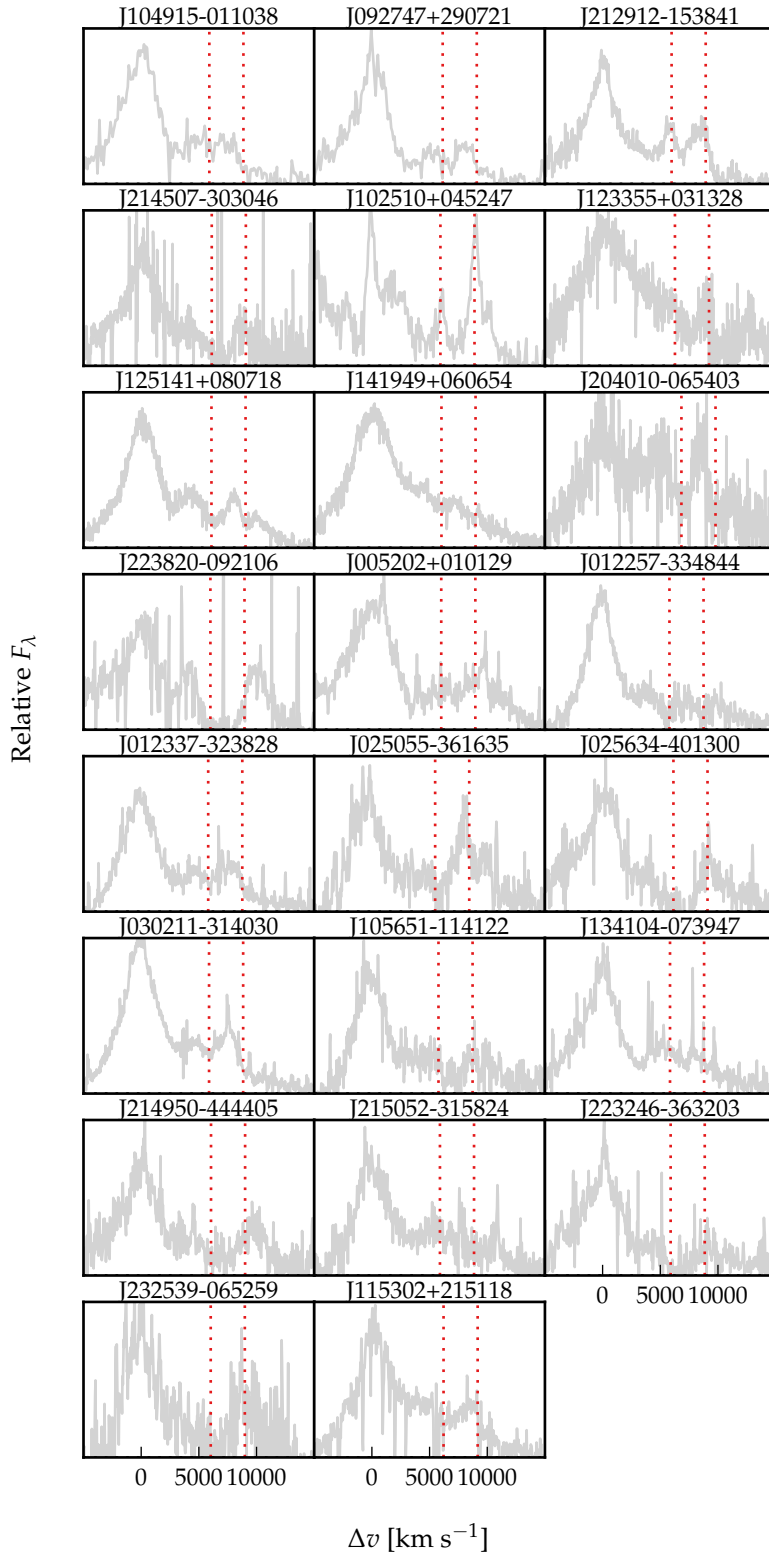 J104915-011038 J092747+290721 J212912-153841
J214507-303046 J102510+045247 J123355+031328
J125141+080718 J141949+060654 J204010-065403
J223820-092106 J005202+010129 J012257-334844
Relative Fλ
J012337-323828 J025055-361635 J025634-401300
J030211-314030 J105651-114122 J134104-073947
J214950-444405 J215052-315824 J223246-363203
0 5000 10000
J232539-065259 J115302+215118
0 5000 10000 0 5000 10000
Δv [km s⁻¹]